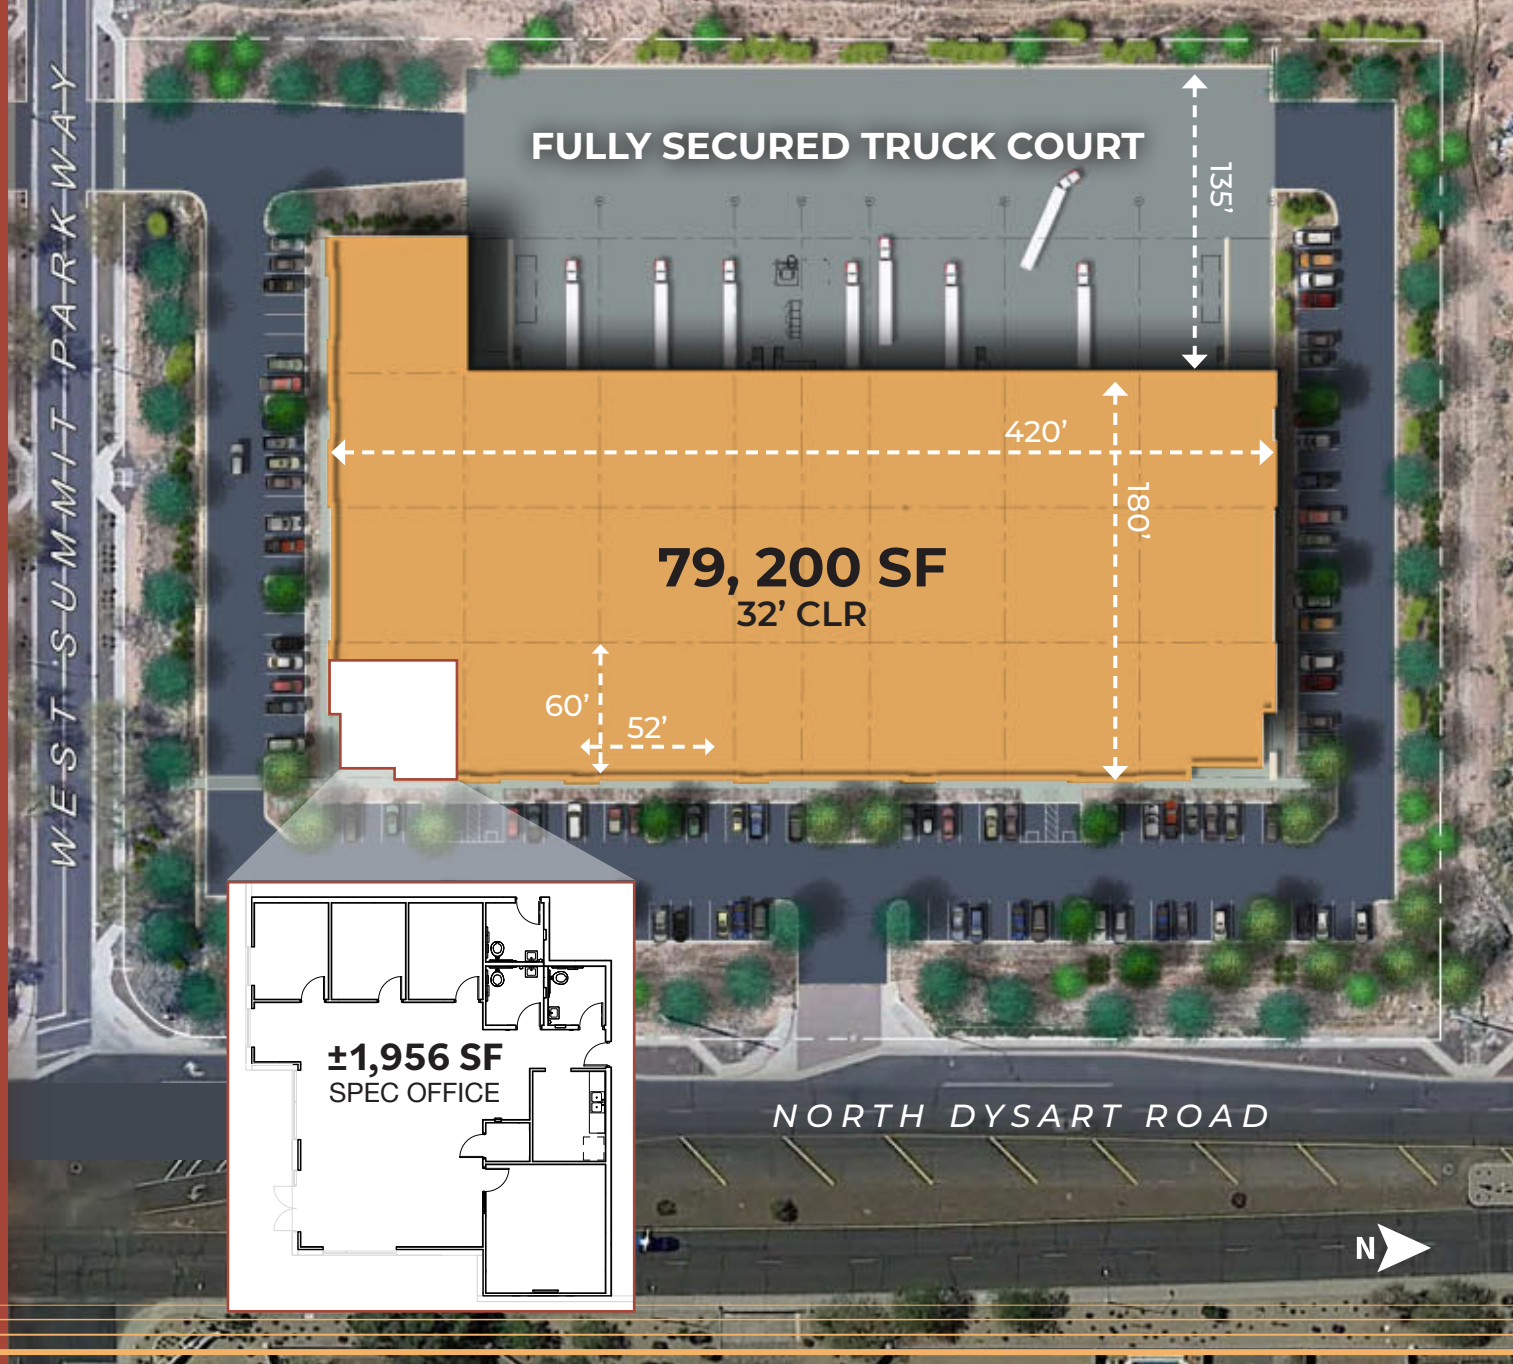 WEST SUMMIT PARKWAY
FULLY SECURED TRUCK COURT
135’
420’
180’
79, 200 SF
32’ CLR
60’
52’
±1,956 SF
SPEC OFFICE
NORTH DYSART ROAD
N